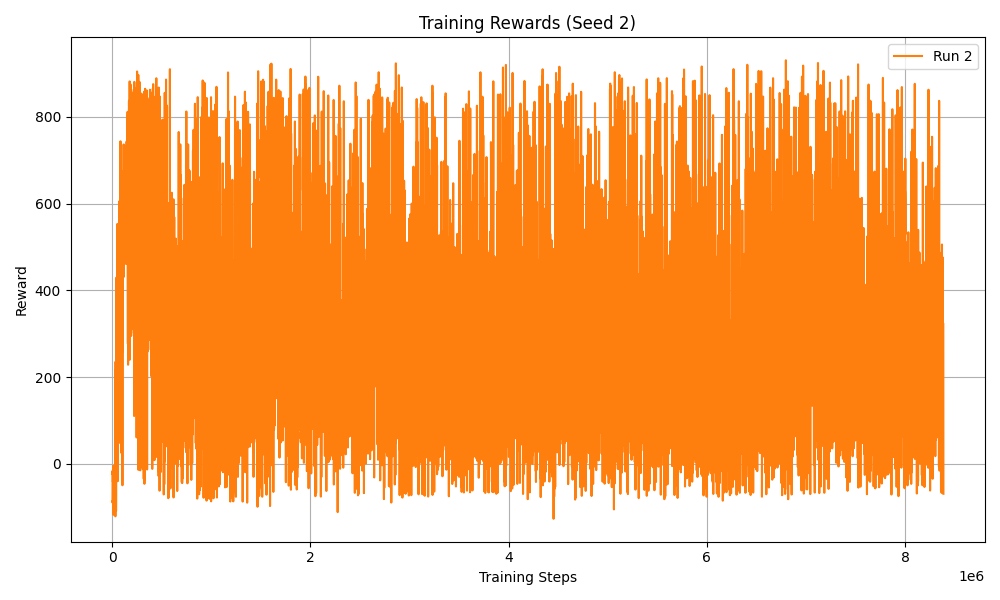 Training Rewards (Seed 2)
Run 2
Reward
800
600
400
200
0
0 2 4 6 8
1e6
Training Steps